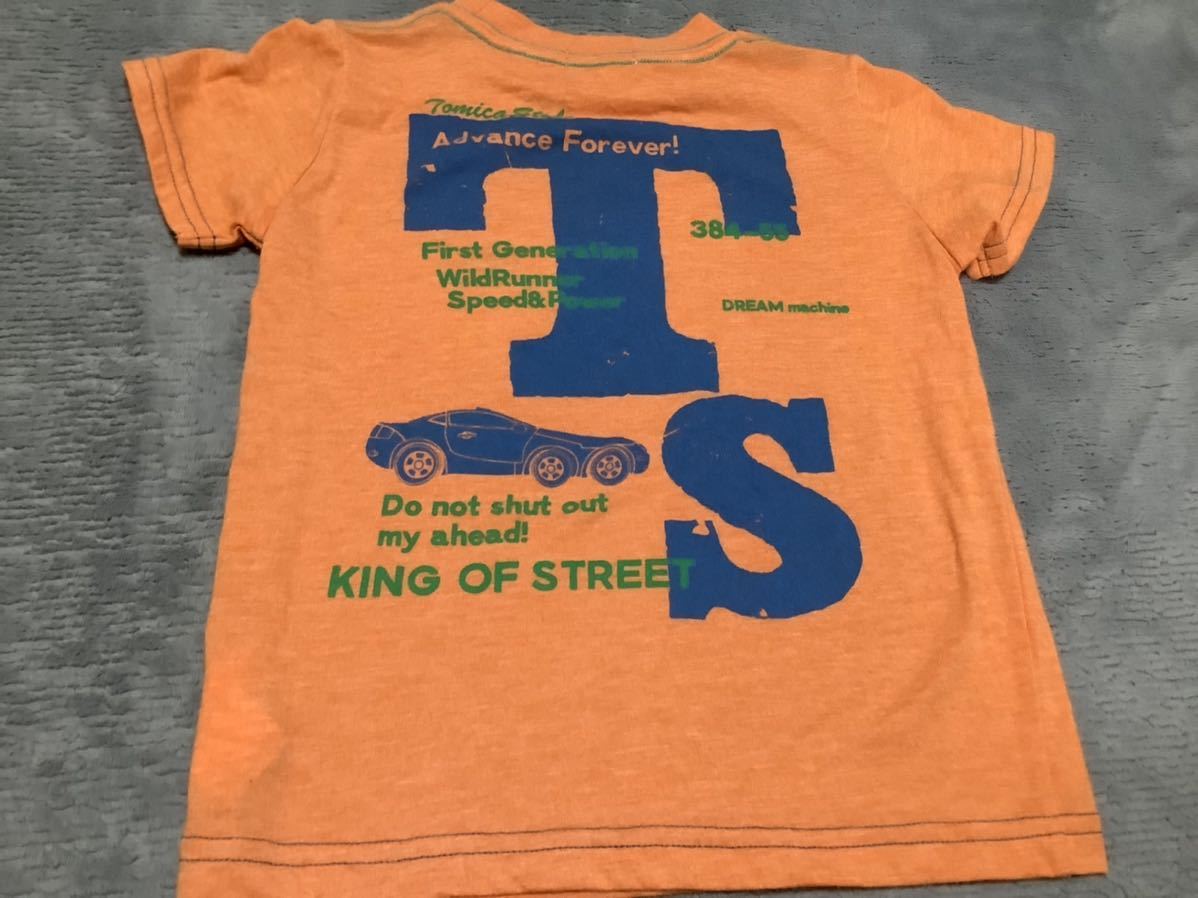 Tomica
Advance Forever!
T
384-55
First Generation
WildRunner
Speed&Power
DREAM machine
S
Do not shut out
my ahead!
KING OF STREET